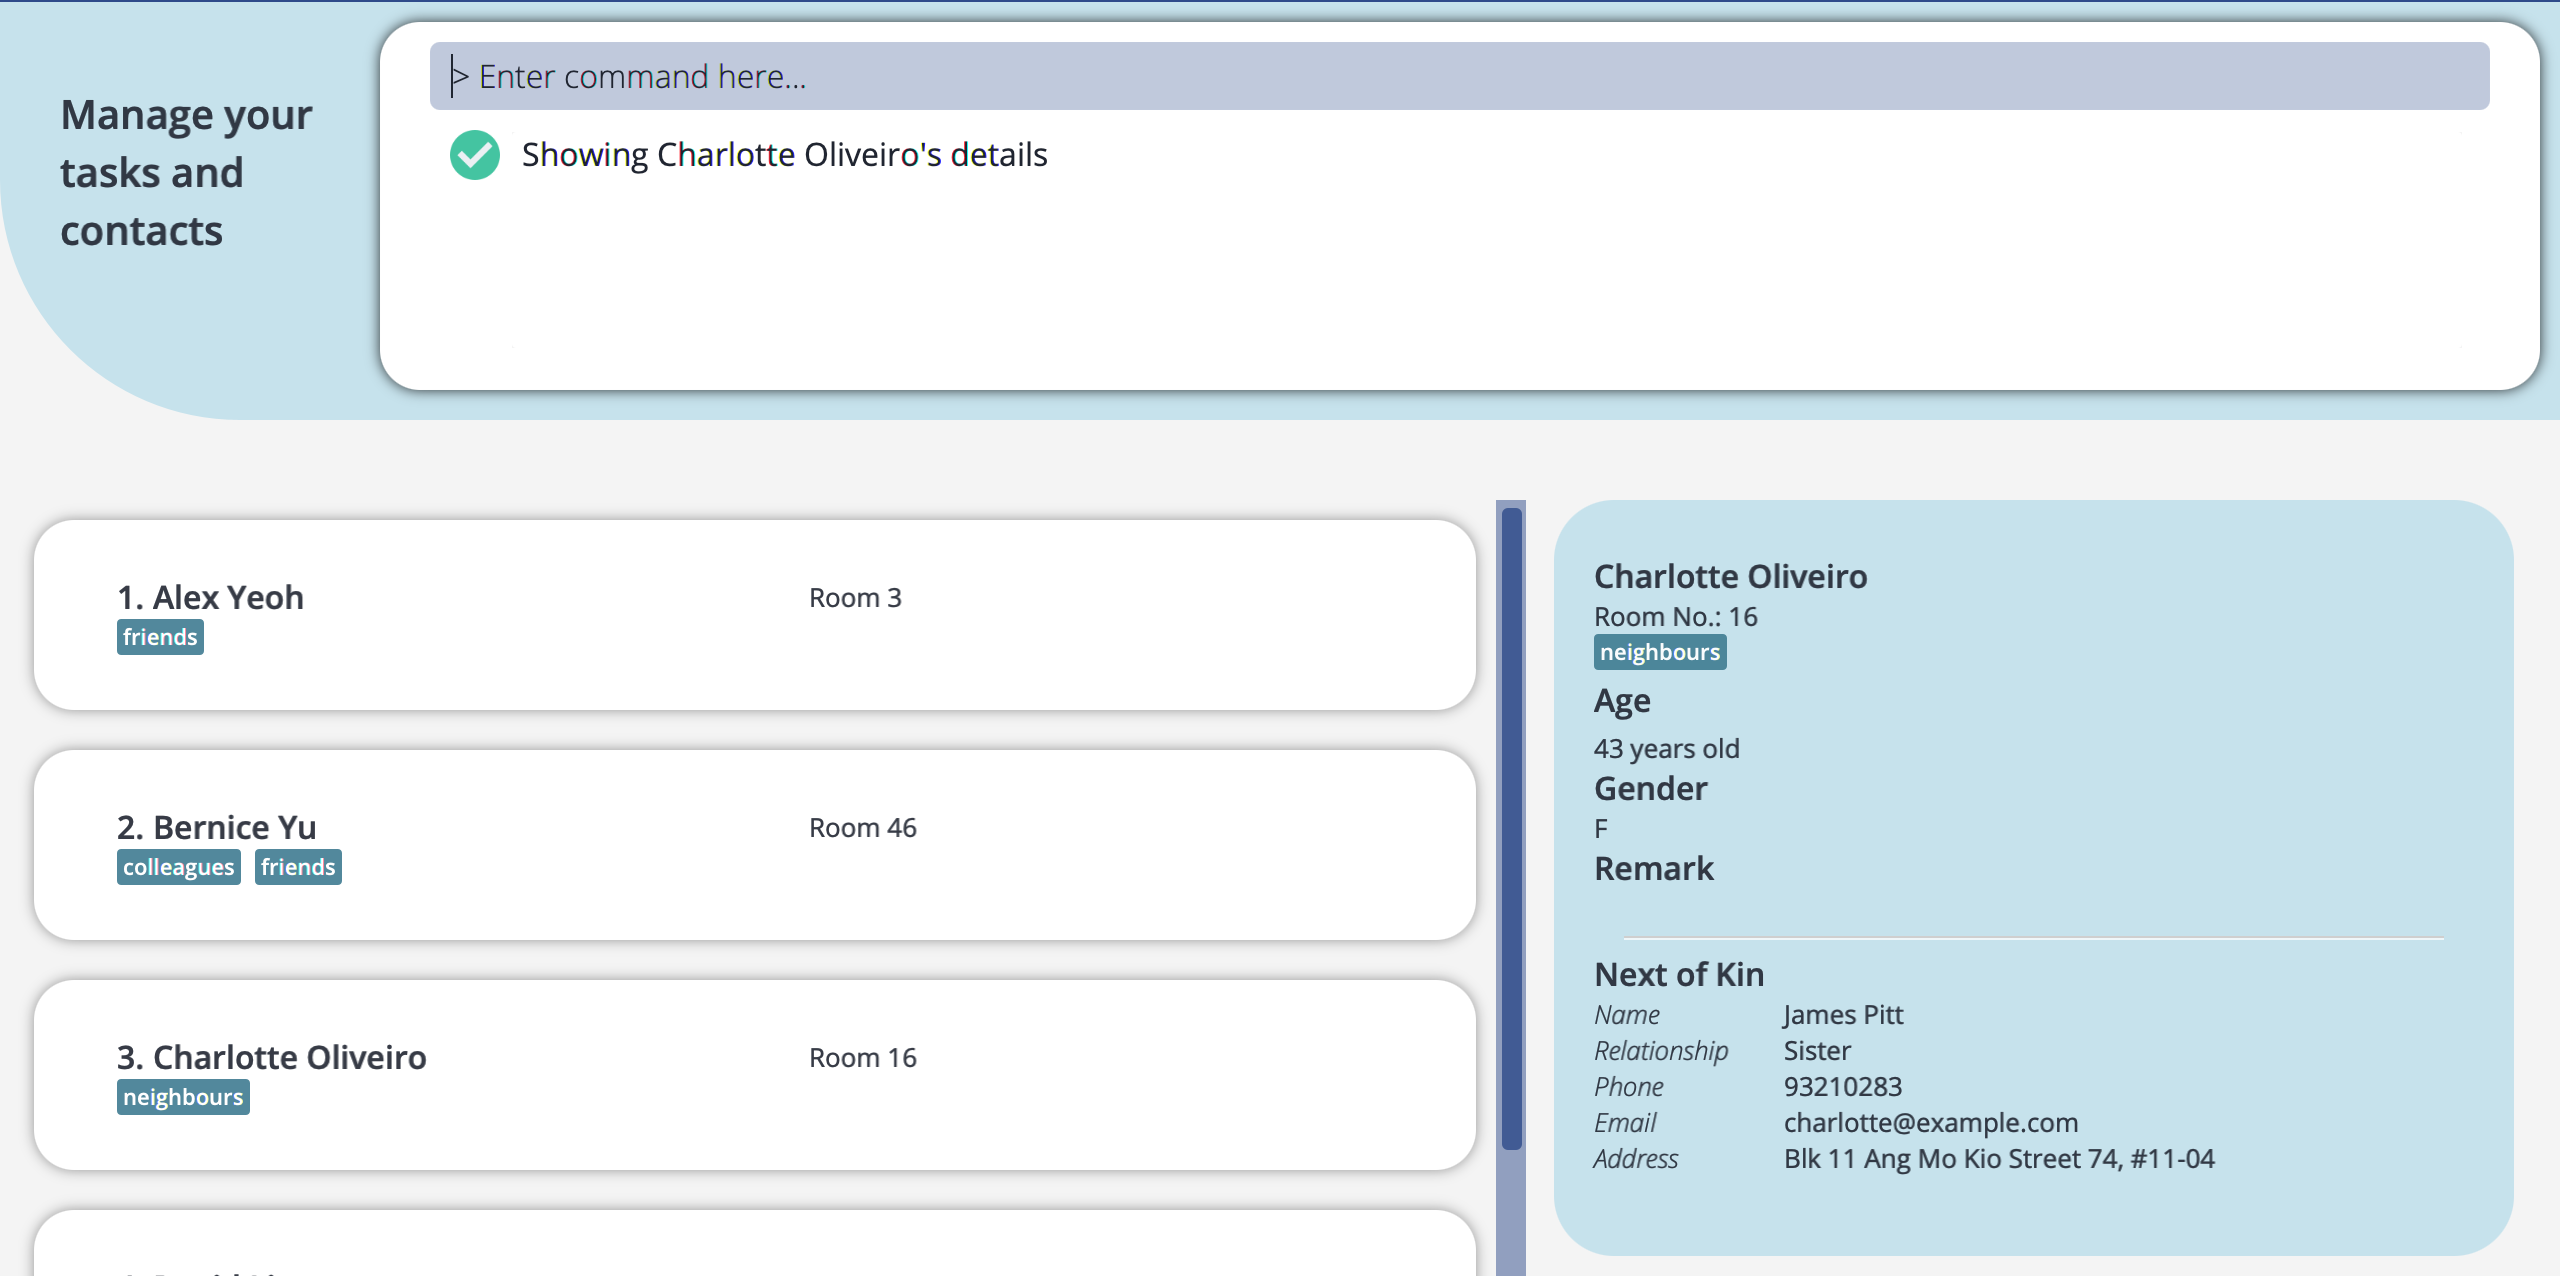 Manage your
tasks and
contacts
> Enter command here...
Showing Charlotte Oliveiro's details
1. Alex Yeoh
Room 3
friends
2. Bernice Yu
Room 46
colleagues friends
3. Charlotte Oliveiro
Room 16
neighbours
Charlotte Oliveiro
Room No.: 16
neighbours
Age
43 years old
Gender
F
Remark
Next of Kin
Name James Pitt
Relationship Sister
Phone 93210283
Email charlotte@example.com
Address Blk 11 Ang Mo Kio Street 74, #11-04